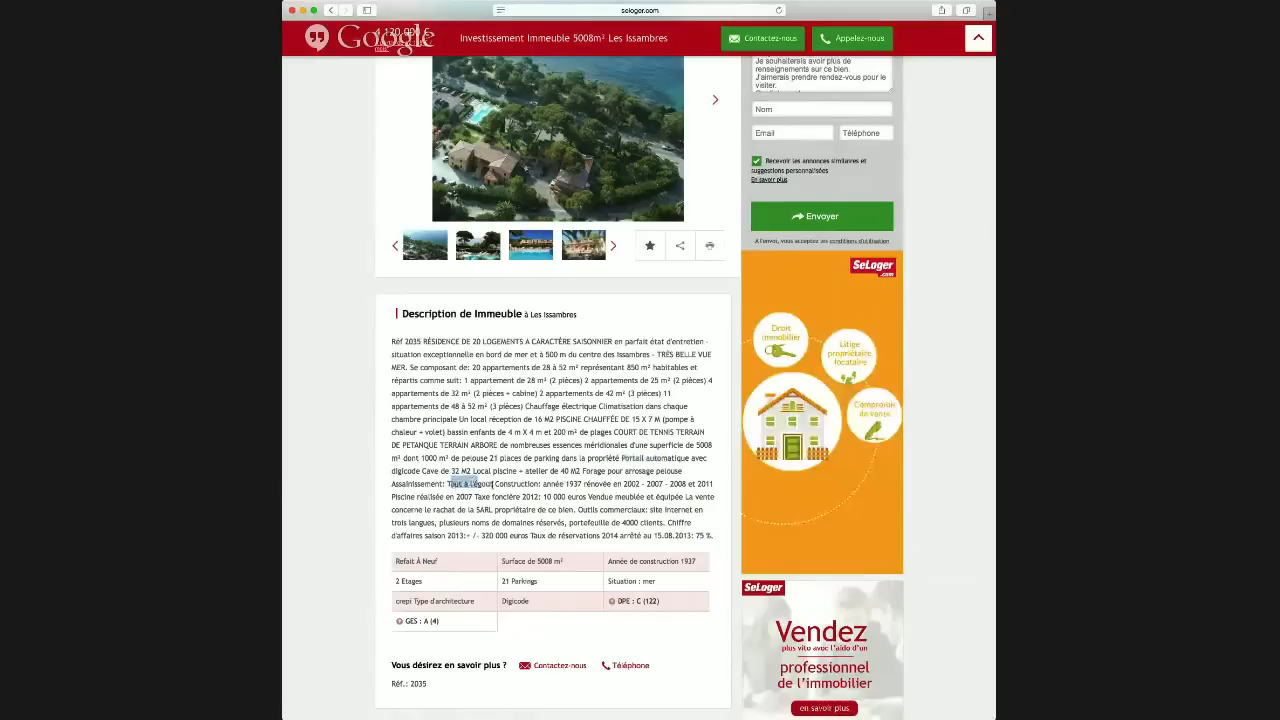 seloger.com
Google
Investissement Immeuble 5008m² Les Issambres
Contactez-nous
Appelez-nous
Je souhaiterais avoir plus de
renseignements sur ce bien.
J'aimerais prendre rendez-vous pour le
visiter.
Nom
Email
Téléphone
Recevoir les annonces similaires et
suggestions personnalisées
En savoir plus
Envoyer
A l'envoi, vous acceptez les conditions d'utilisation
SeLoger
.com
Droit
immobilier
Litige
propriétaire
locataire
Compromis
de vente
Description de Immeuble à Les Issambres
Réf 2035 RÉSIDENCE DE 20 LOGEMENTS A CARACTÈRE SAISONNIER en parfait état d'entretien -
situation exceptionnelle en bord de mer et à 500 m du centre des Issambres - TRÈS BELLE VUE
MER. Se composant de: 20 appartements de 28 à 52 m² représentant 850 m² habitables et
répartis comme suit: 1 appartement de 28 m² (2 pièces) 2 appartements de 25 m² (2 pièces) 4
appartements de 32 m² (2 pièces + cabine) 2 appartements de 42 m² (3 pièces) 11
appartements de 48 à 52 m² (3 pièces) Chauffage électrique Climatisation dans chaque
chambre principale Un local réception de 16 M2 PISCINE CHAUFFÉE DE 15 X 7 M (pompe à
chaleur + volet) bassin enfants de 4 m X 4 m et 200 m² de plages COURT DE TENNIS TERRAIN
DE PETANQUE TERRAIN ARBORE de nombreuses essences méridionales d'une superficie de 5008
m² dont 1000 m² de pelouse 21 places de parking dans la propriété Portail automatique avec
digicode Cave de 32 M2 Local piscine + atelier de 40 M2 Forage pour arrosage pelouse
Assainissement: Tout à l'égout Construction: année 1937 rénovée en 2002 - 2007 - 2008 et 2011
Piscine réalisée en 2007 Taxe foncière 2012: 10 000 euros Vendue meublée et équipée La vente
concerne le rachat de la SARL propriétaire de ce bien. Outils commerciaux: site internet en
trois langues, plusieurs noms de domaines réservés, portefeuille de 4000 clients. Chiffre
d'affaires saison 2013:+ /- 320 000 euros Taux de réservations 2014 arrêté au 15.08.2013: 75 %.
Refait À Neuf
Surface de 5008 m²
Année de construction 1937
2 Etages
21 Parkings
Situation : mer
crepi Type d'architecture
Digicode
DPE : C (122)
GES : A (4)
Vous désirez en savoir plus ?
Contactez-nous
Téléphone
Réf.: 2035
SeLoger
Vendez
plus vite avec l'aide d'un
professionnel
de l'immobilier
en savoir plus